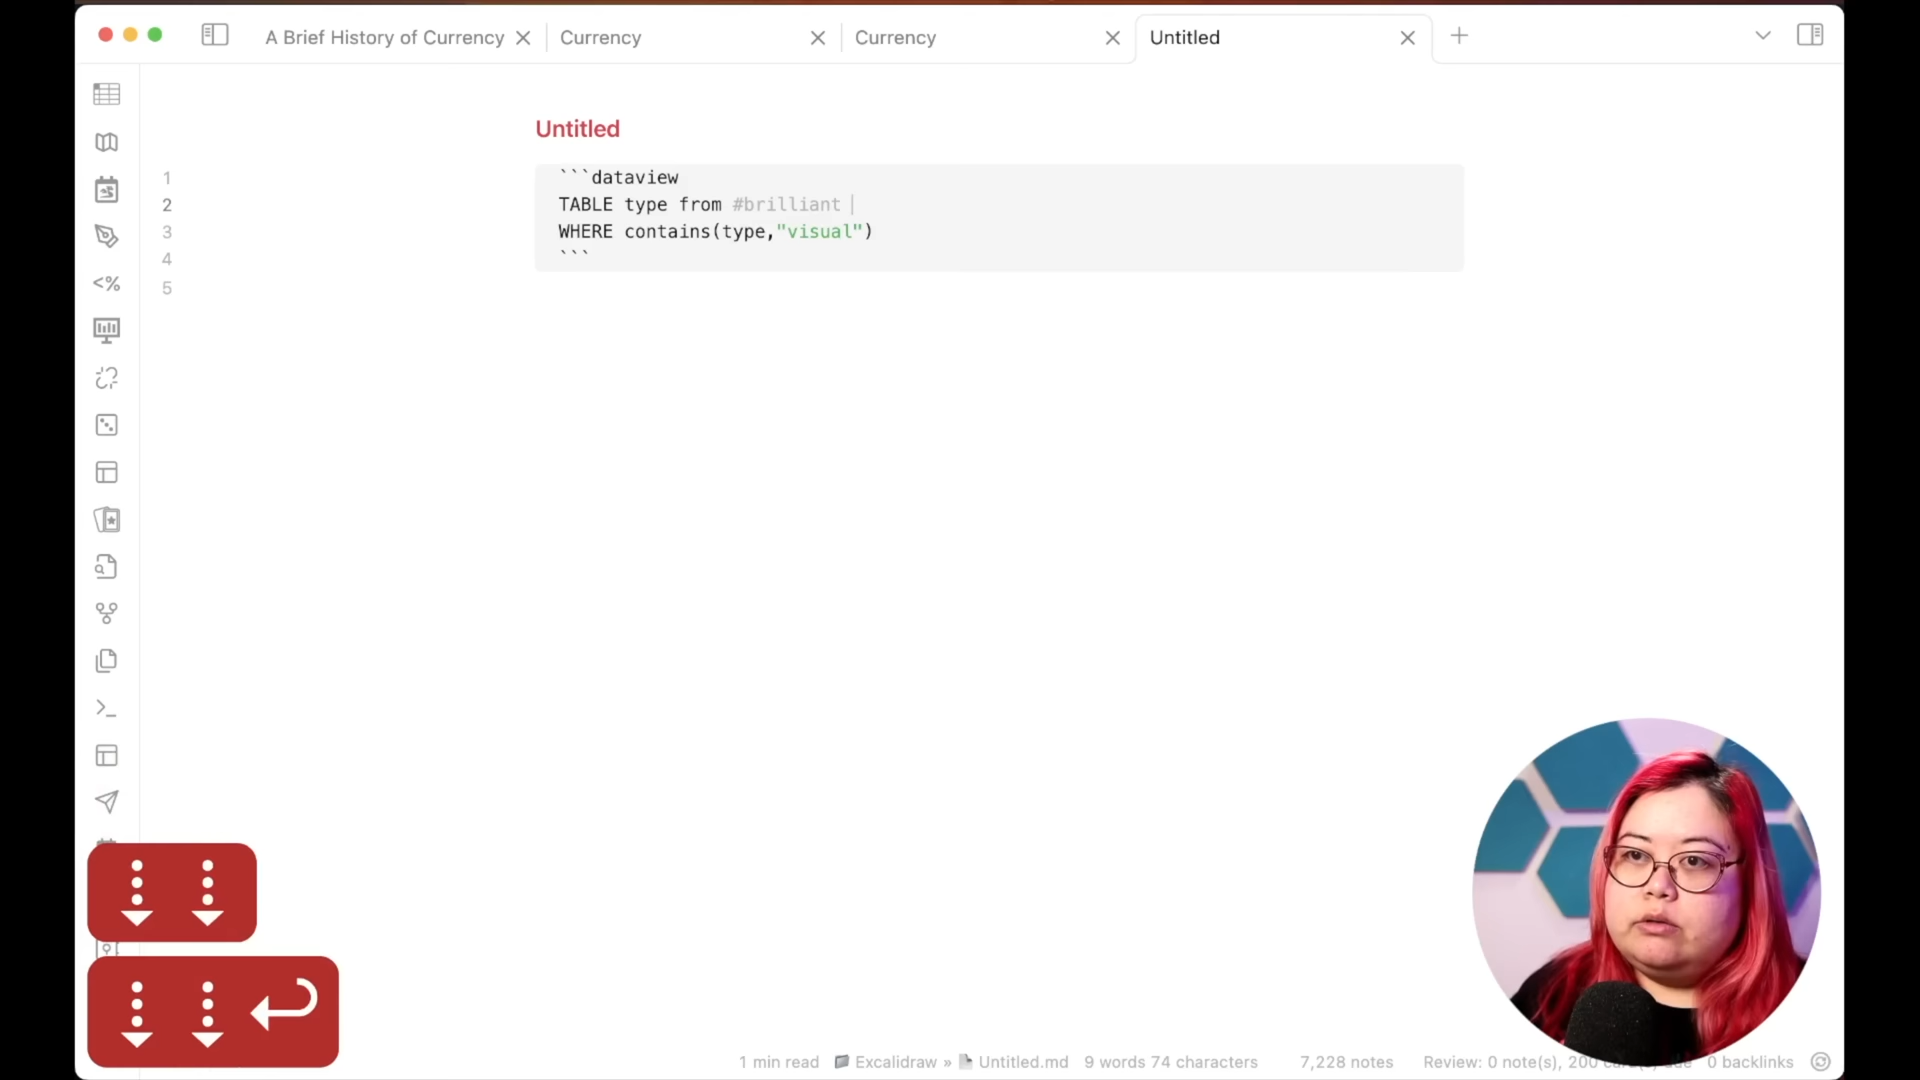 A Brief History of Currency
Currency
Currency
Untitled
Untitled
1
```dataview
2
TABLE type from #brilliant
3
WHERE contains(type,"visual")
4
```
5
<%
1 min read
Excalidraw » Untitled.md
9 words 74 characters
7,228 notes
Review: 0 note(s), 200
0 backlinks